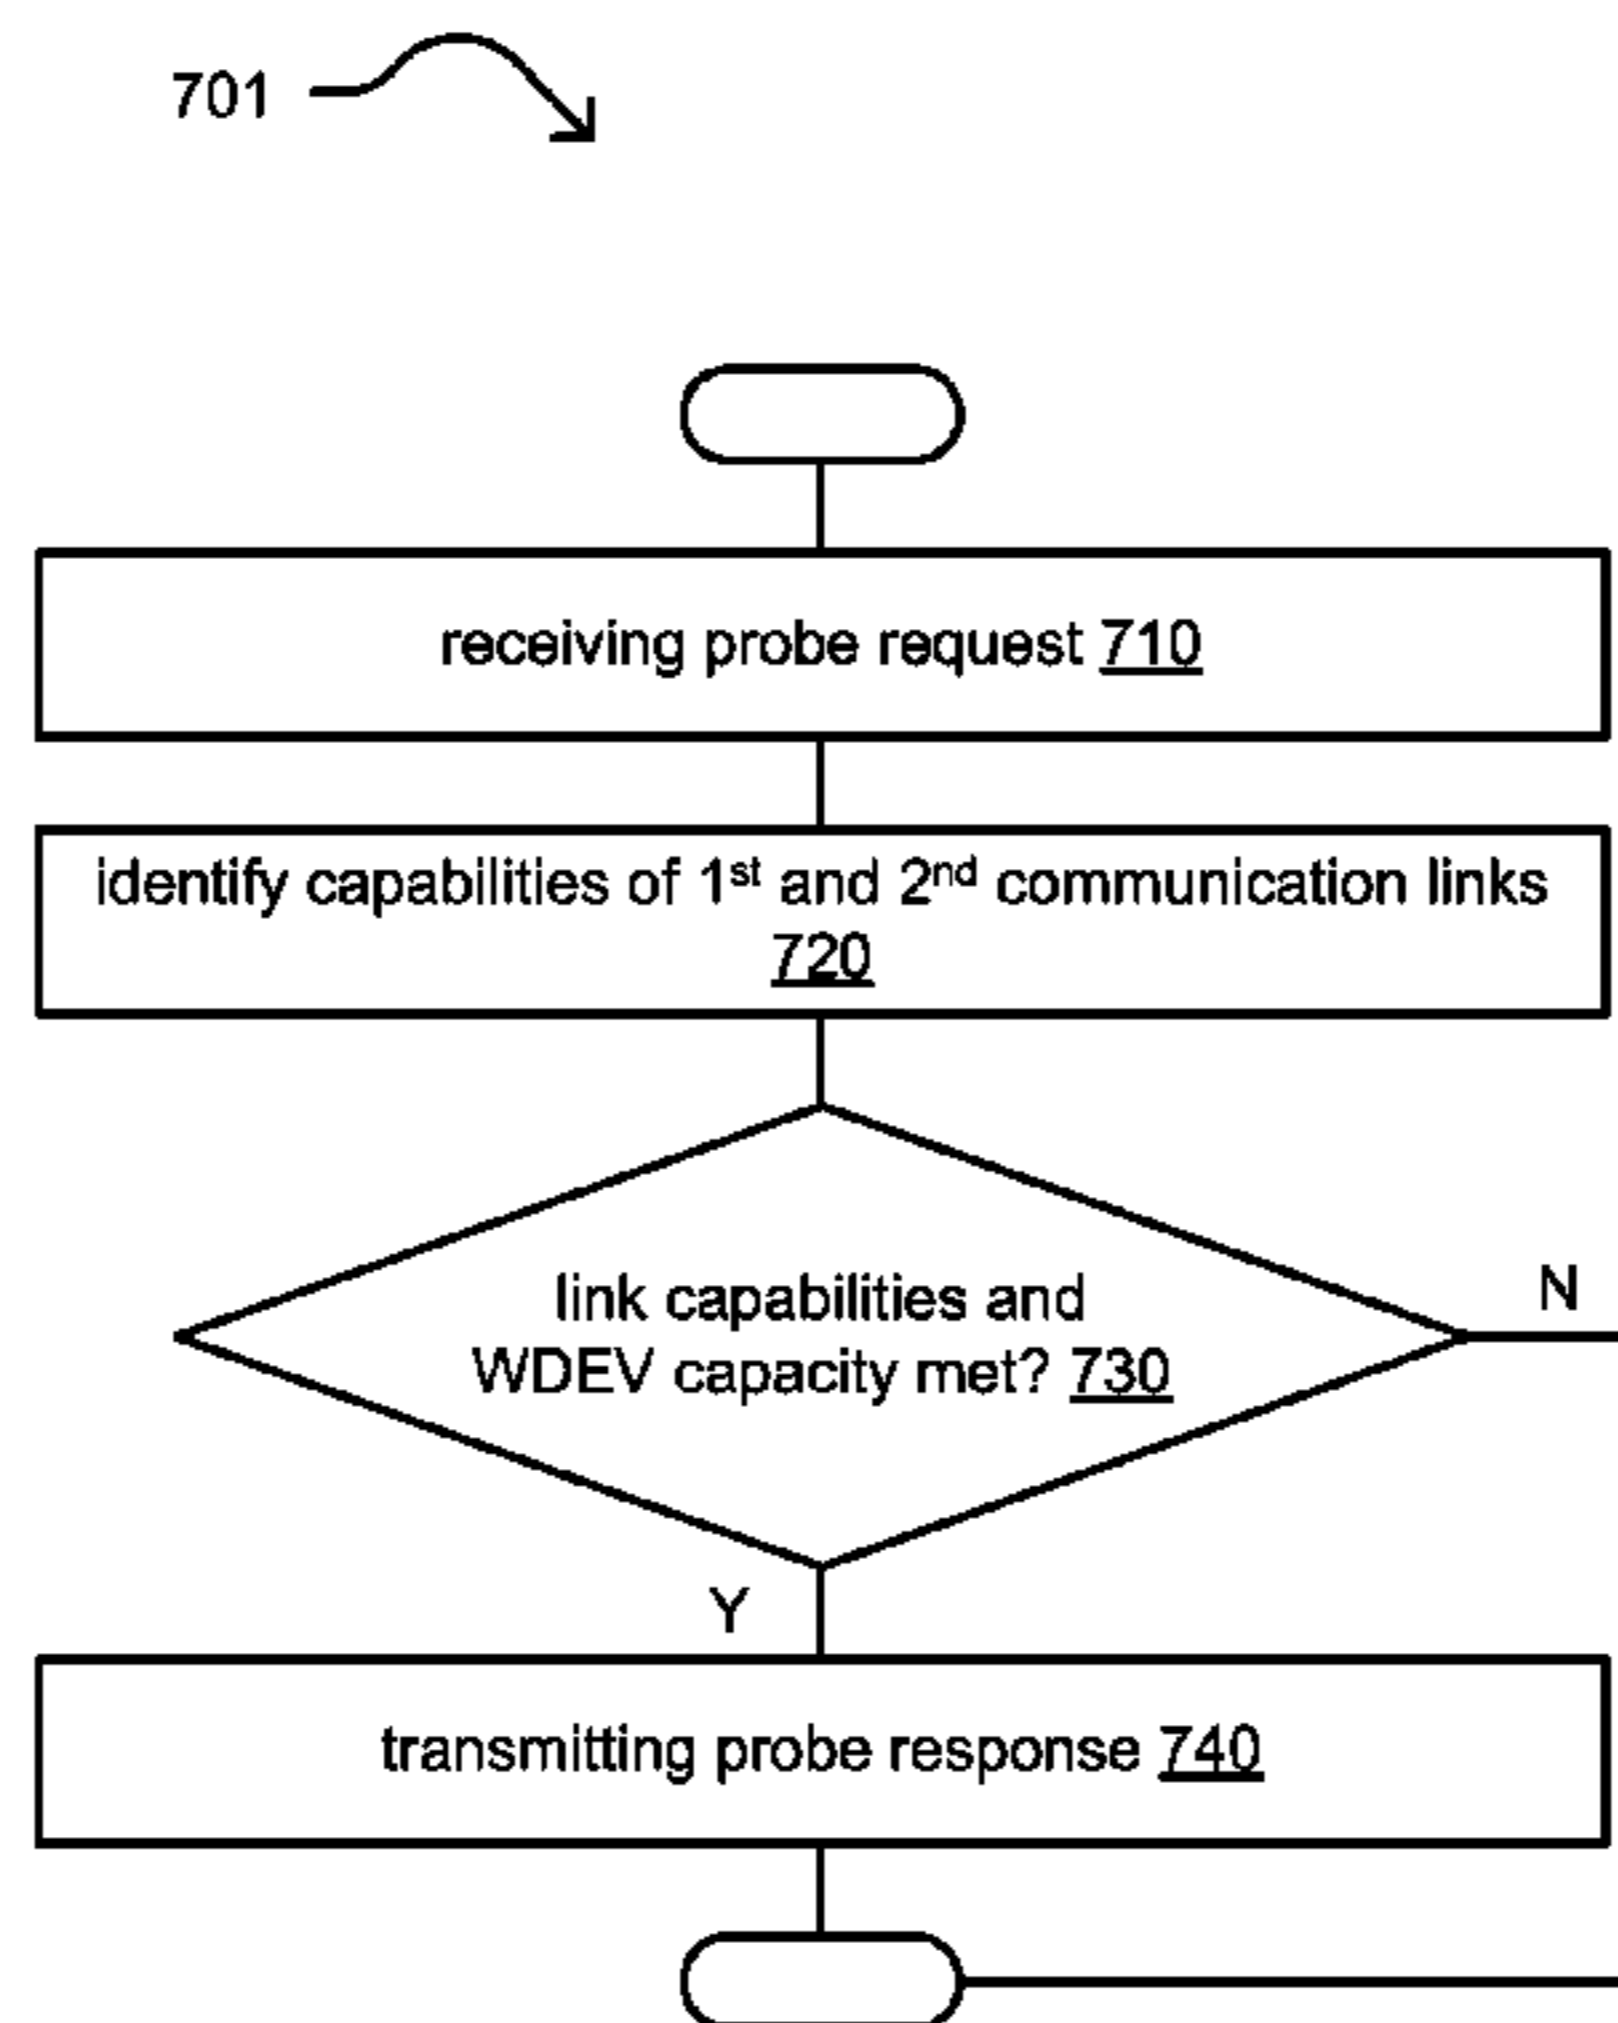 701
receiving probe request 710
identify capabilities of 1st and 2nd communication links
720
link capabilities and
N
WDEV capacity met? 730
Y
transmitting probe response 740